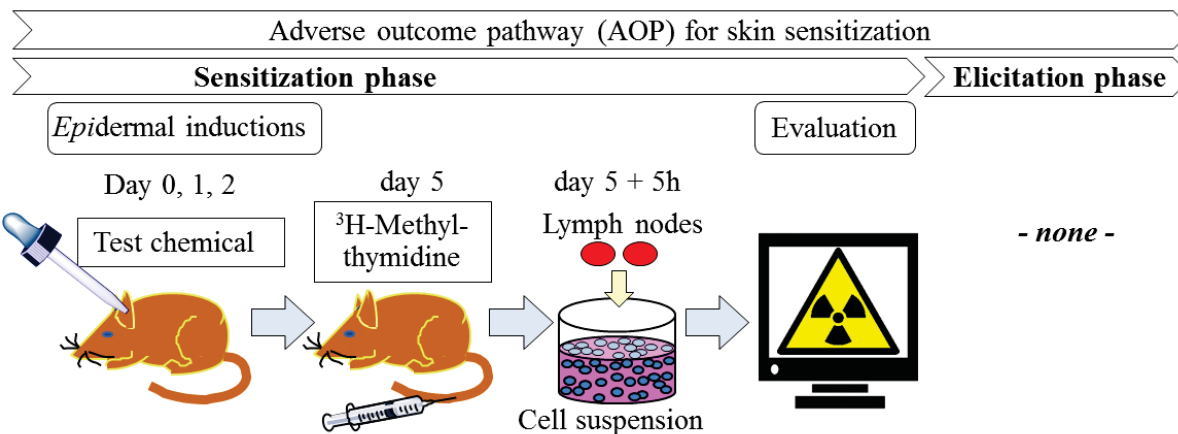 Adverse outcome pathway (AOP) for skin sensitization
Sensitization phase
Elicitation phase
Epidermal inductions
Evaluation
Day 0, 1, 2
day 5
day 5 + 5h
Test chemical
³H-Methyl-
thymidine
Lymph nodes
- none -
Cell suspension